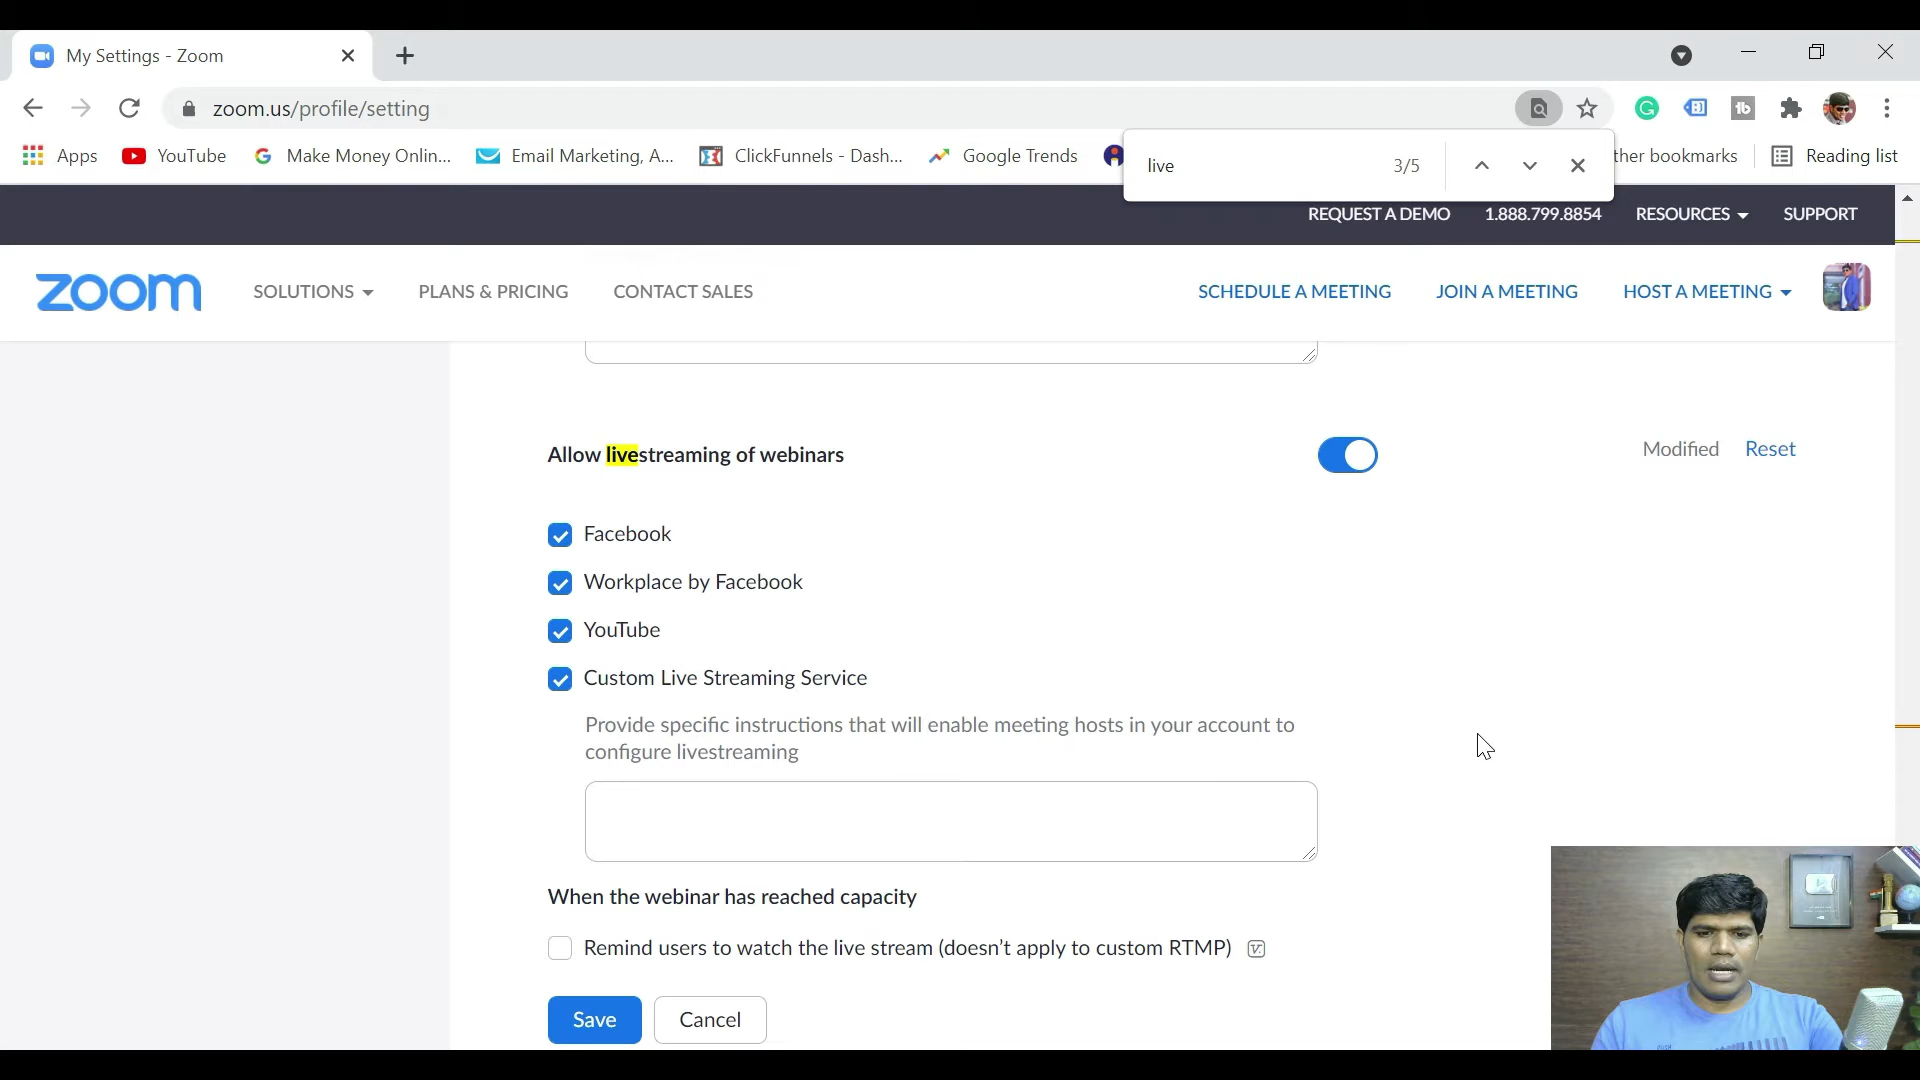 My Settings - Zoom
zoom.us/profile/setting
Apps
YouTube
Make Money Onlin...
Email Marketing, A...
ClickFunnels - Dash...
Google Trends
ther bookmarks
Reading list
live
3/5
REQUEST A DEMO
1.888.799.8854
RESOURCES
SUPPORT
zoom
SOLUTIONS
PLANS & PRICING
CONTACT SALES
SCHEDULE A MEETING
JOIN A MEETING
HOST A MEETING
Allow livestreaming of webinars
Modified
Reset
Facebook
Workplace by Facebook
YouTube
Custom Live Streaming Service
Provide specific instructions that will enable meeting hosts in your account to
configure livestreaming
When the webinar has reached capacity
Remind users to watch the live stream (doesn't apply to custom RTMP)
Save
Cancel